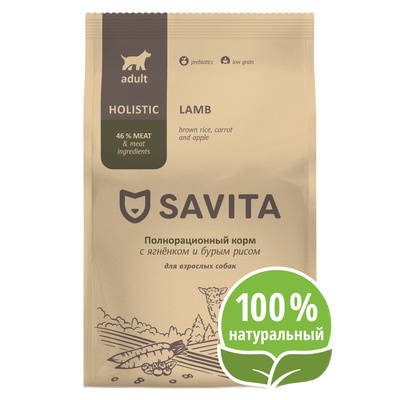 adult
prebiotics
low grain
HOLISTIC
LAMB
46 % MEAT
& meat
ingredients
brown rice, carrot
and apple
SAVITA
Полнорационный корм
с ягнёнком и бурым рисом
для взрослых собак
100%
натуральный